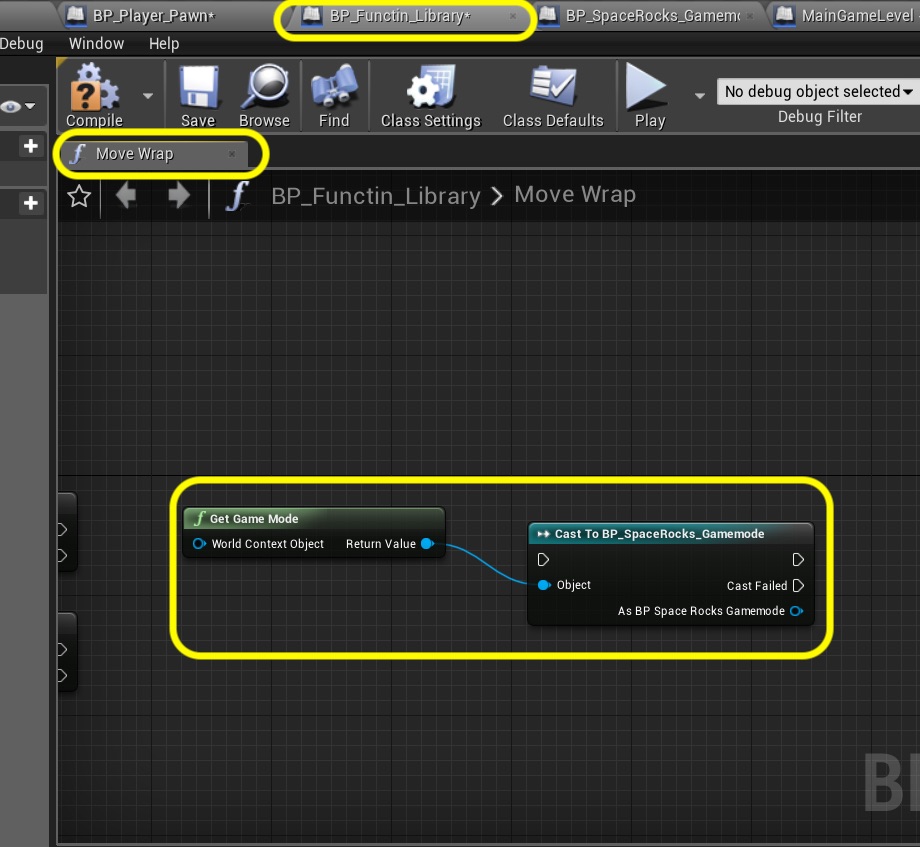 BP_Player_Pawn*
BP_Functin_Library*
BP_SpaceRocks_Gamem
MainGameLevel
Debug
Window
Help
Compile
Save
Browse
Find
Class Settings
Class Defaults
Play
No debug object selected
Debug Filter
Move Wrap
BP_Functin_Library > Move Wrap
Get Game Mode
World Context Object
Return Value
Cast To BP_SpaceRocks_Gamemode
Object
Cast Failed
As BP Space Rocks Gamemode